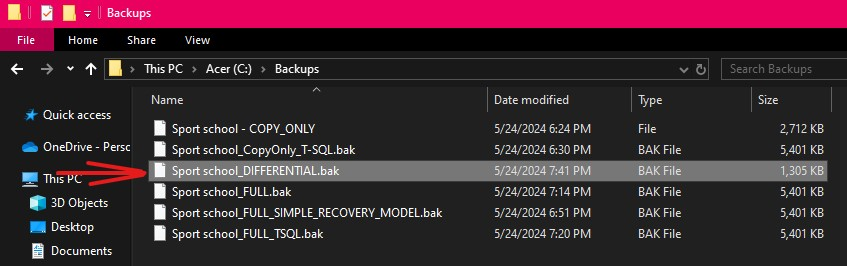 Backups
File Home Share View
This PC > Acer (C:) > Backups Search Backups
Name Date modified Type Size
Quick access
OneDrive - Persc
This PC
3D Objects
Desktop
Documents
Sport school - COPY_ONLY 5/24/2024 6:24 PM File 2,712 KB
Sport school_CopyOnly_T-SQL.bak 5/24/2024 6:30 PM BAK File 5,401 KB
Sport school_DIFFERENTIAL.bak 5/24/2024 7:41 PM BAK File 1,305 KB
Sport school_FULL.bak 5/24/2024 7:14 PM BAK File 5,401 KB
Sport school_FULL_SIMPLE_RECOVERY_MODEL.bak 5/24/2024 6:51 PM BAK File 5,401 KB
Sport school_FULL_TSQL.bak 5/24/2024 7:20 PM BAK File 5,401 KB